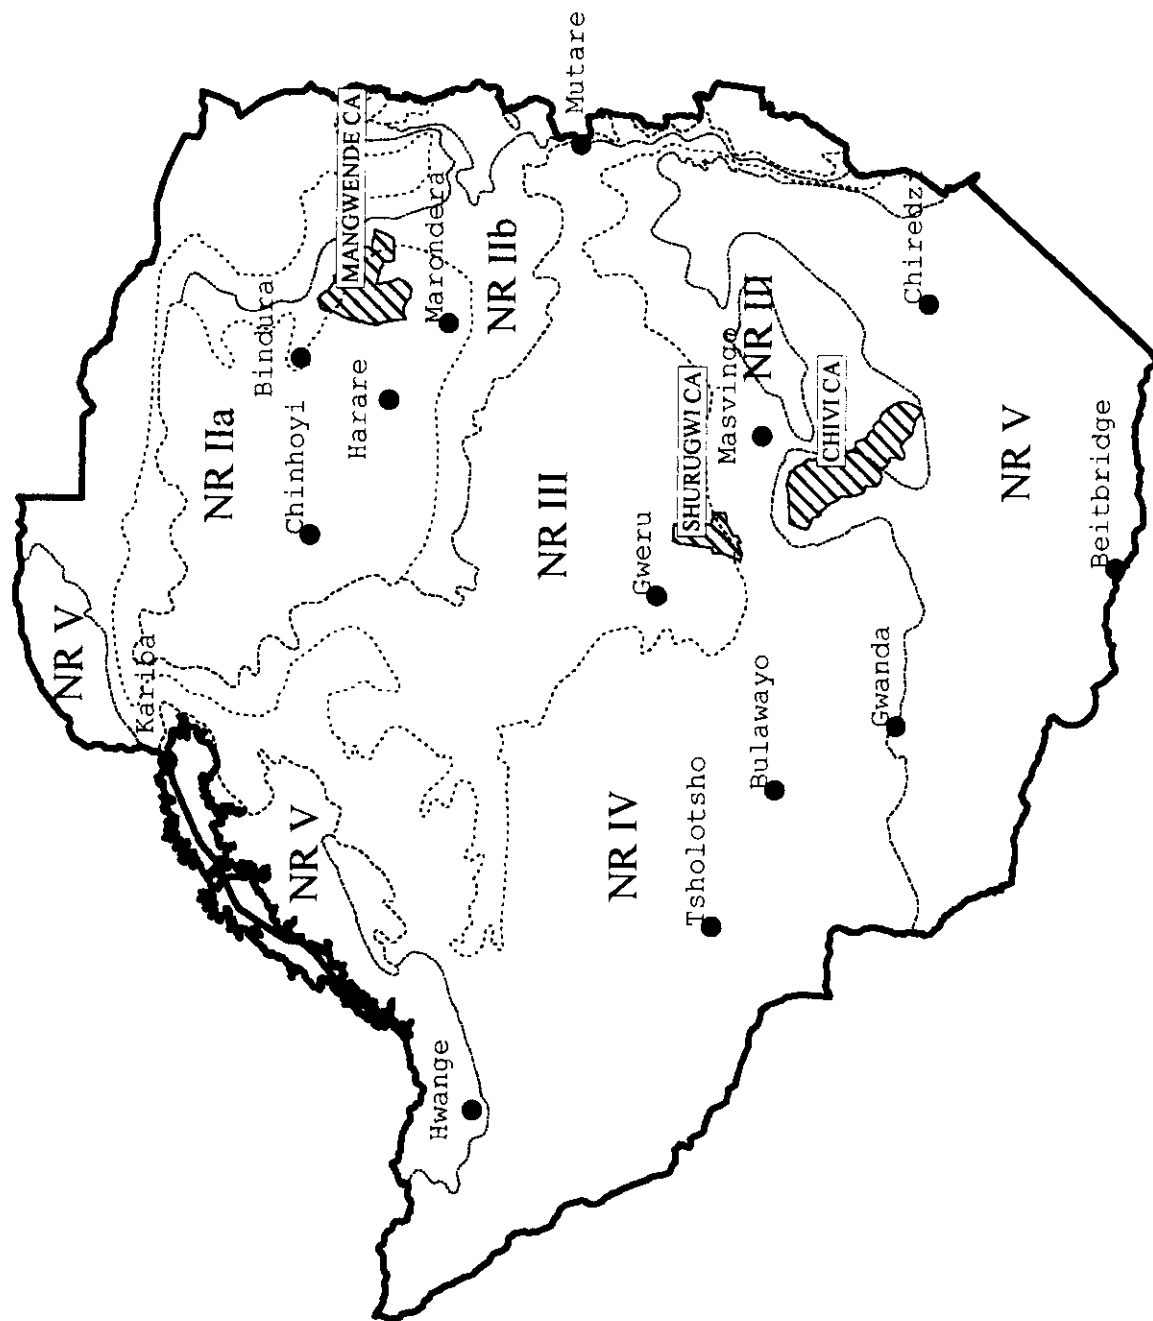 Mutare
MANGWENDE CA
Marondera
NR IIb
Chiredzi
Bindura
Harare
NR IIa
Chinhoyi
NR III
Masvingo
NR III
SHURUGWI CA
CHIVI CA
Gweru
NR V
Beitbridge
NR V
Kariba
Gwanda
Bulawayo
Tsholotsho
NR IV
NR V
Hwange